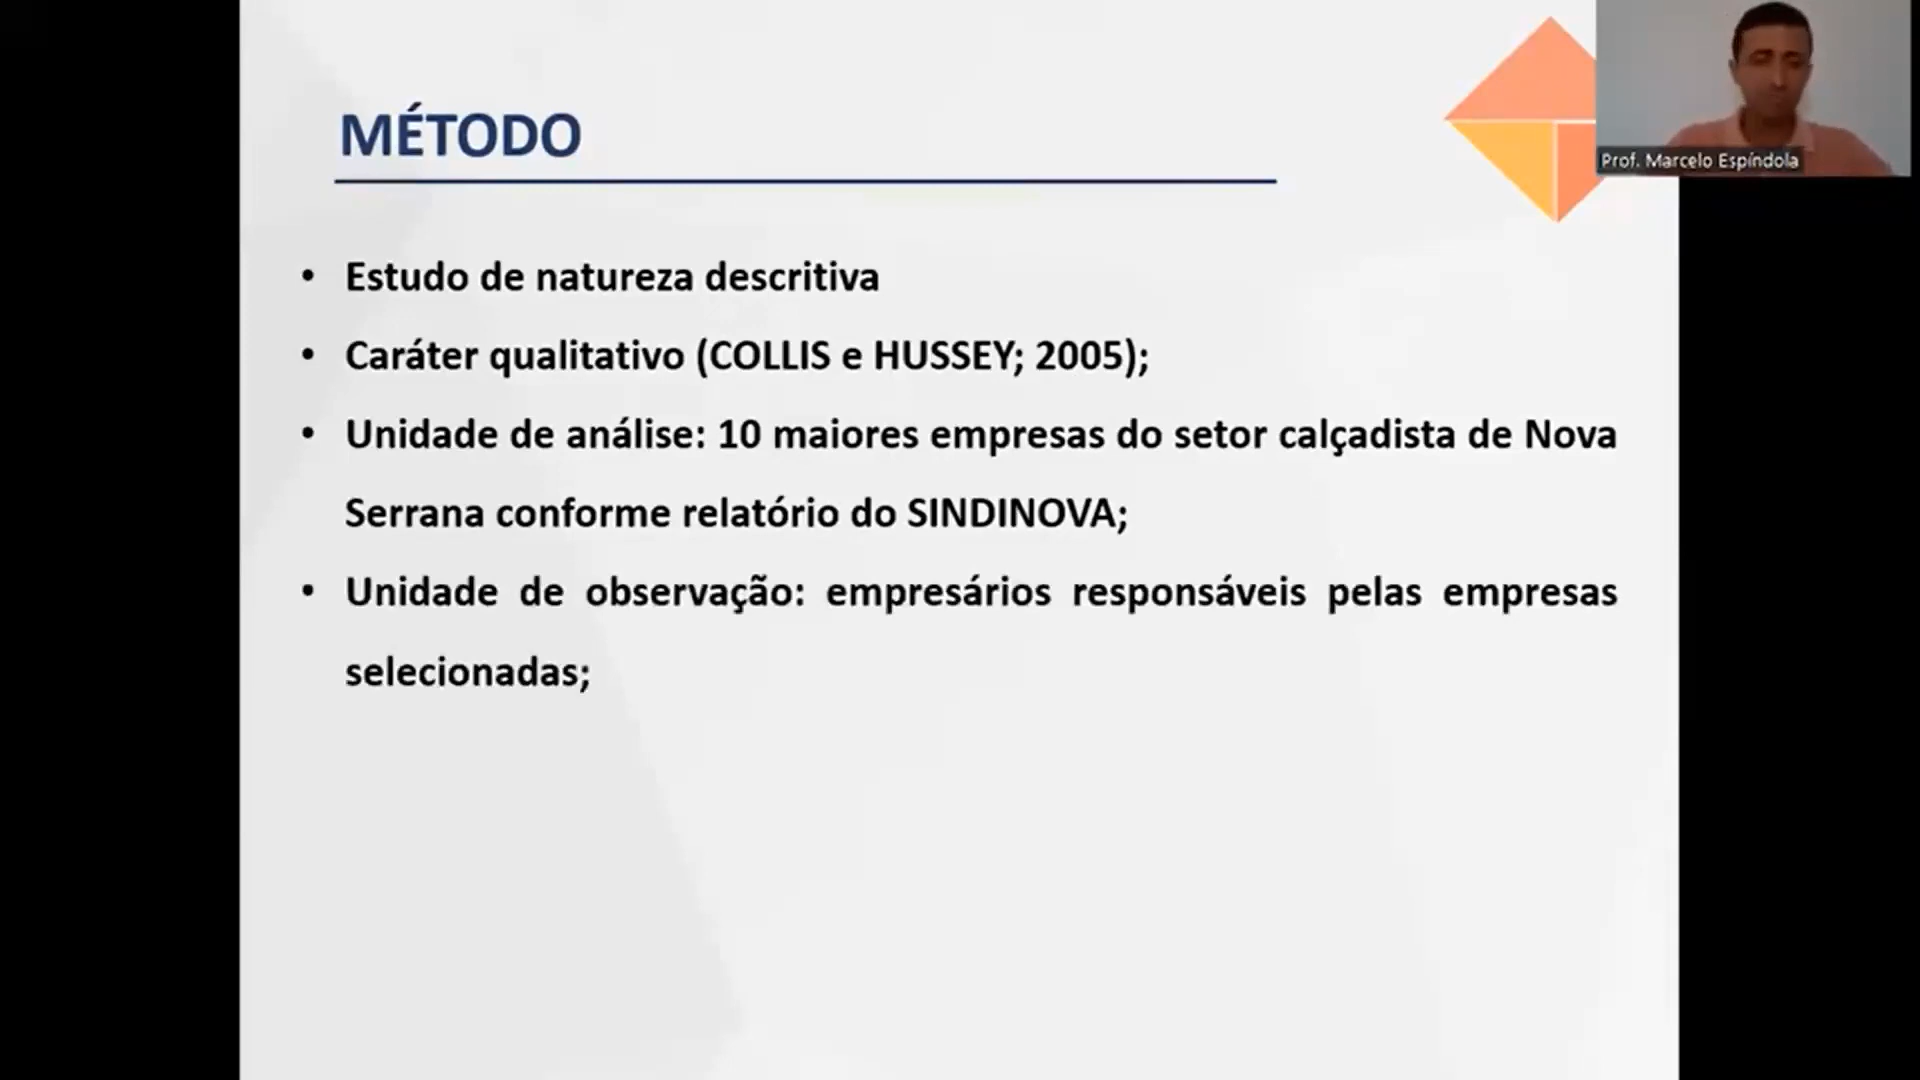 MÉTODO
Prof. Marcelo Espíndola
• Estudo de natureza descritiva
• Caráter qualitativo (COLLIS e HUSSEY; 2005);
• Unidade de análise: 10 maiores empresas do setor calçadista de Nova
Serrana conforme relatório do SINDINOVA;
• Unidade de observação: empresários responsáveis pelas empresas
selecionadas;